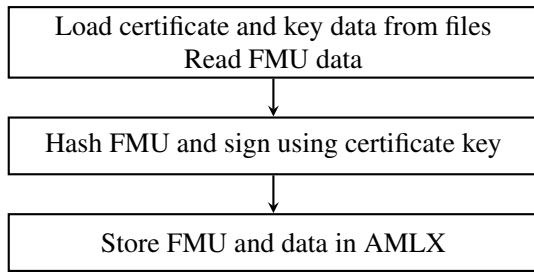 Load certificate and key data from files
Read FMU data
Hash FMU and sign using certificate key
Store FMU and data in AMLX